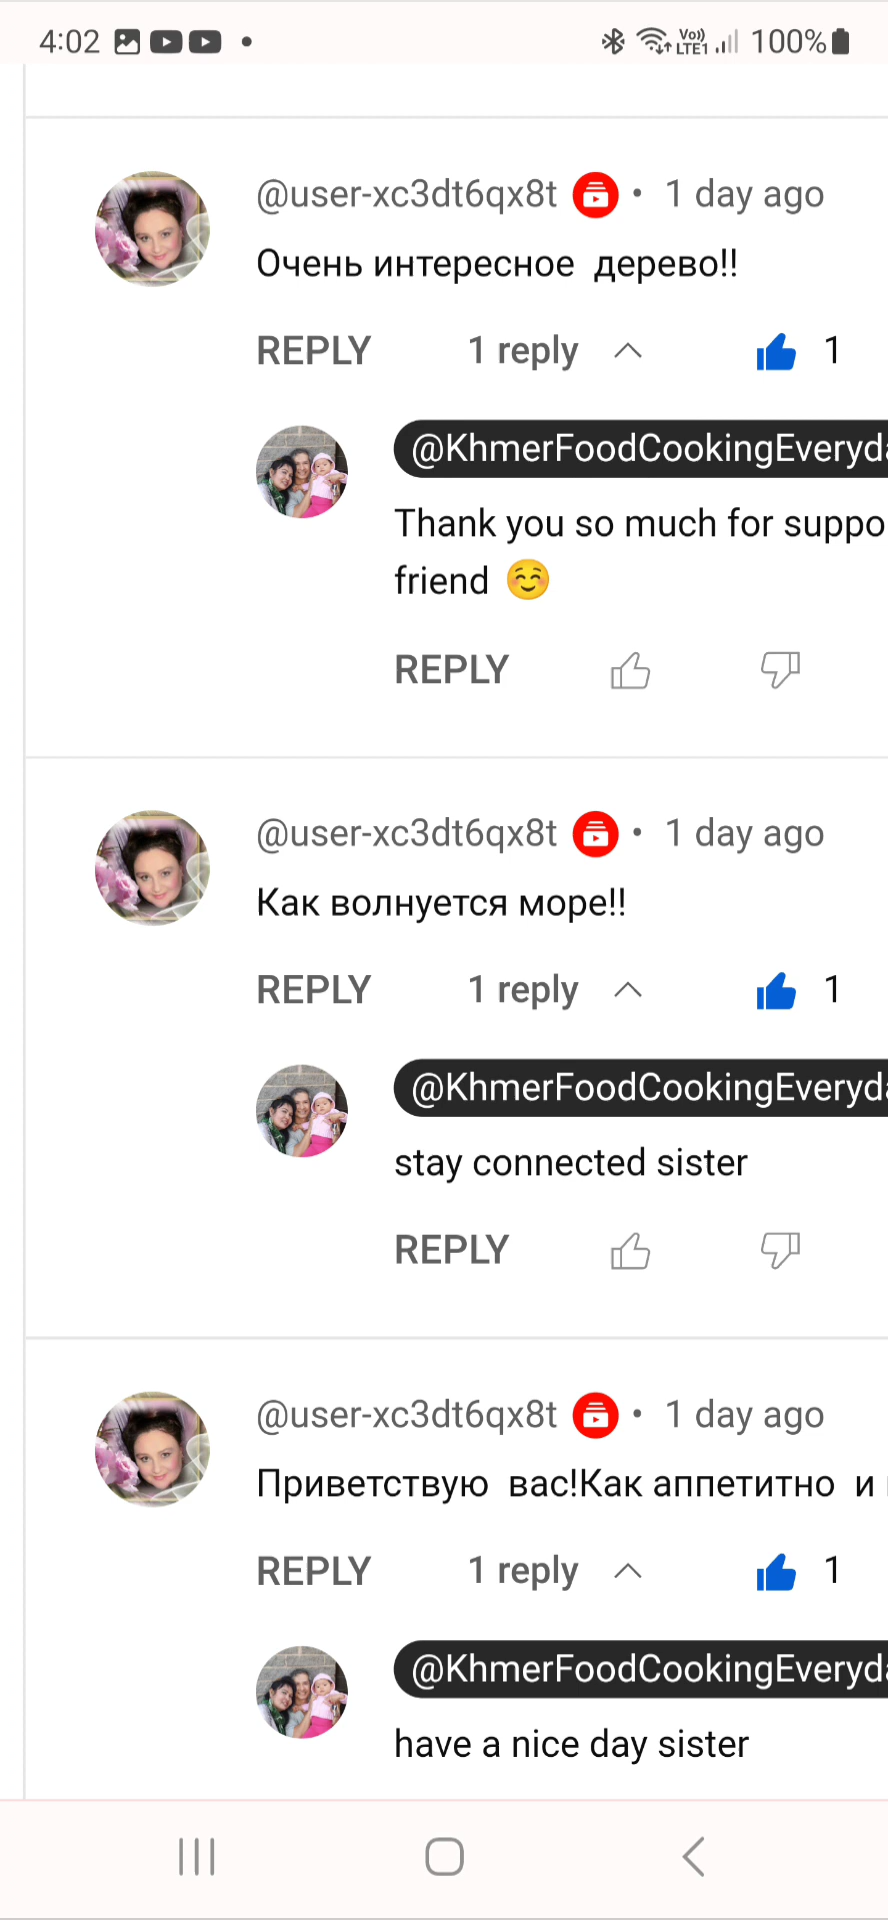 4:02
Vo)) LTE1 100%
@user-xc3dt6qx8t • 1 day ago
Очень интересное дерево!!
REPLY 1 reply 1
@KhmerFoodCookingEveryda
Thank you so much for suppo
friend ☺️
REPLY
@user-xc3dt6qx8t • 1 day ago
Как волнуется море!!
REPLY 1 reply 1
@KhmerFoodCookingEveryda
stay connected sister
REPLY
@user-xc3dt6qx8t • 1 day ago
Приветствую вас!Как аппетитно и
REPLY 1 reply 1
@KhmerFoodCookingEveryda
have a nice day sister